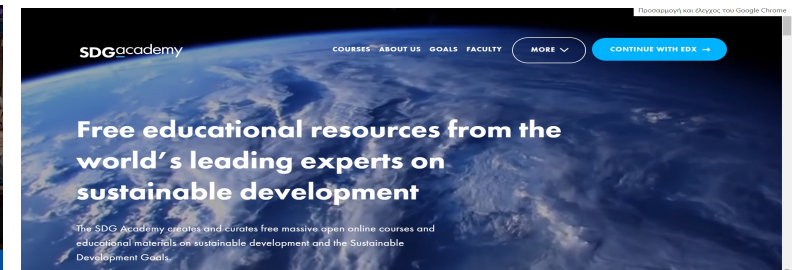 Προσαρμογή και έλεγχος του Google Chrome
SDGacademy
COURSES ABOUT US GOALS FACULTY MORE CONTINUE WITH EDX →
Free educational resources from the
world's leading experts on
sustainable development
The SDG Academy creates and curates free massive open online courses and
educational materials on sustainable development and the Sustainable
Development Goals.